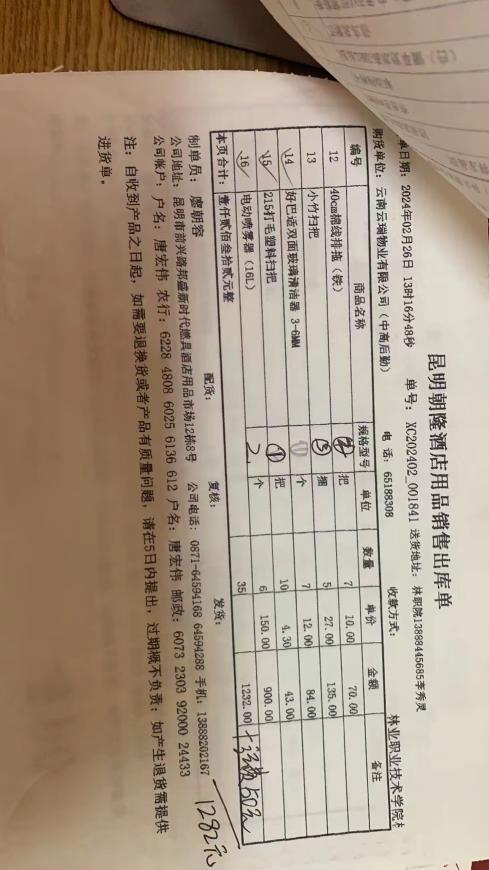 昆明朝隆酒店用品销售出库单
单日期: 2024年02月26日 13时16分48秒 单号: XC202402_001841 送货地址: 林职院13888445685李秀灵
购货单位: 云南云瑞物业有限公司(中高后勤) 电 话: 65188308 收款方式: 林业职业技术学院
编号 商品名称 规格型号 单位 数量 单价 金额 备注
12 40cm棉线排拖(铁) ② 把 7 10.00 70.00
13 小竹扫把 ③ 捆 5 27.00 135.00
14 好巴适双面玻璃清洁器 3-6MM ① 个 7 12.00 84.00
15 215打毛塑料扫把 ① 把 10 4.30 43.00
16 电动喷雾器(16L) 2. 个 6 150.00 900.00
本页合计: 壹仟贰佰叁拾贰元整 35 1232.00
1282元
制单员: 廖朝容 配货: 复核: 发货:
公司地址: 昆明市前兴路邦盛新时代餐具酒店用品市场12栋8号 公司电话: 0871-64594168 64594288 手机: 13888202167
公司帐户: 户名: 唐宏伟 农行: 6228 4808 6025 6136 612 户名: 唐宏伟 邮政: 6073 2303 92000 24433
注: 自收到产品之日起, 如需要退换货或者产品有质量问题, 请在5日内提出, 过期概不负责; 如产生退货需提供
进货单。